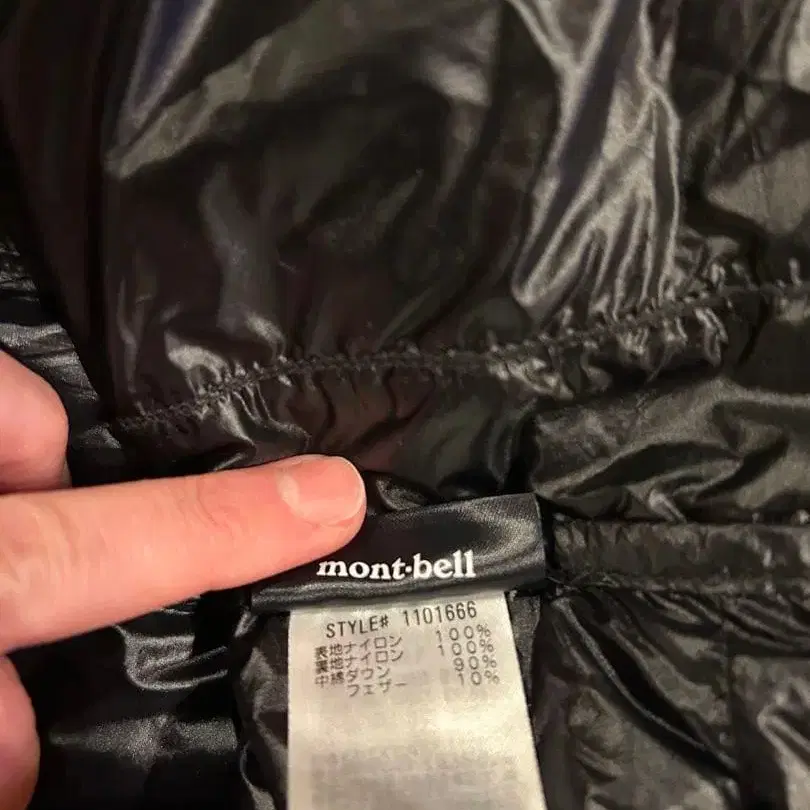 mont·bell
STYLE# 1101666
表地ナイロン 100%
裏地ナイロン 100%
中綿ダウン 90%
フェザー 10%